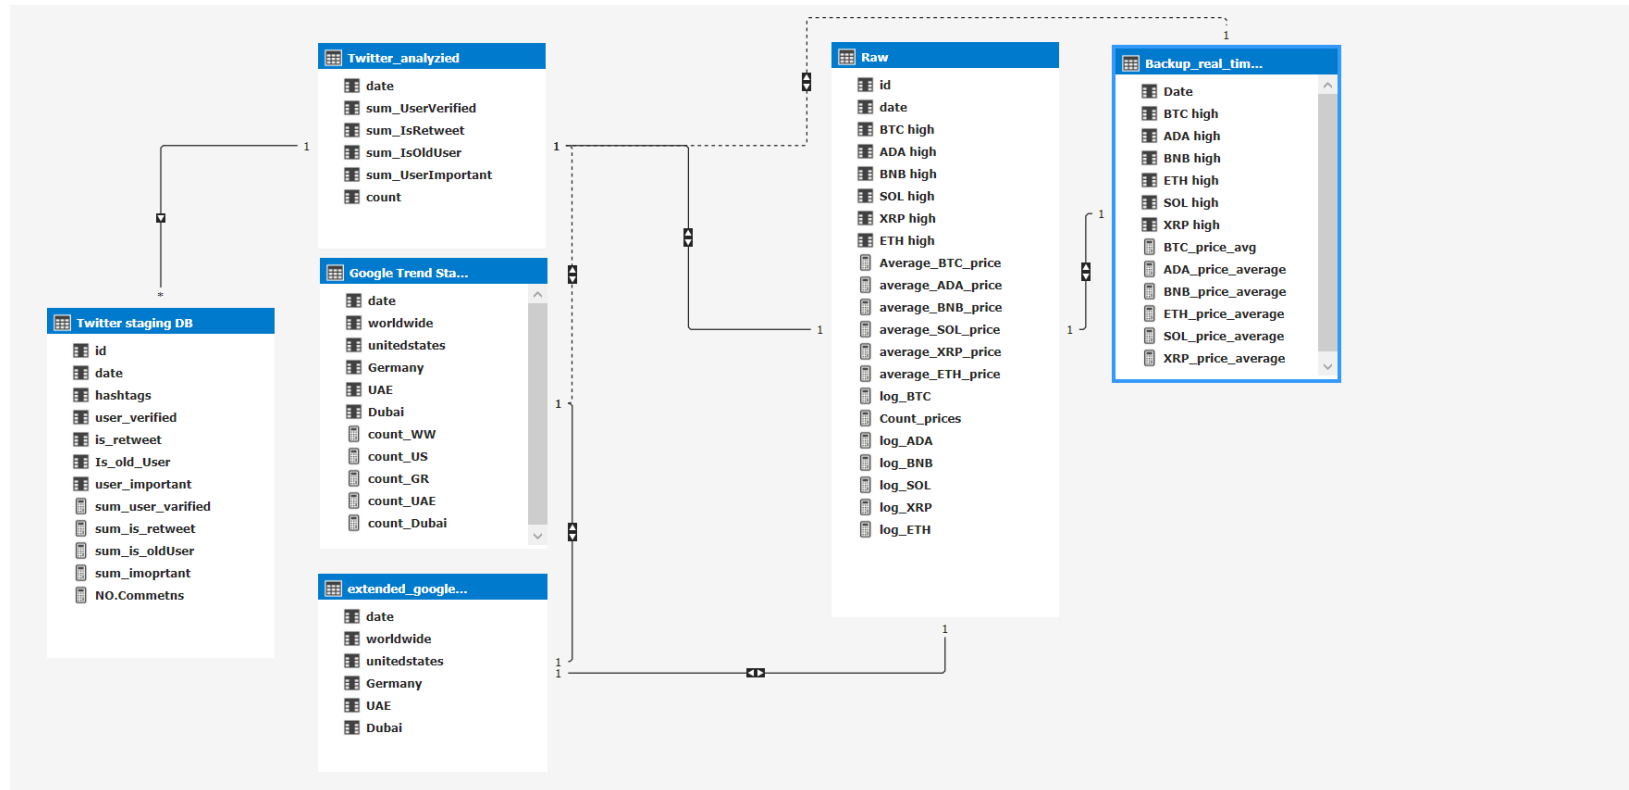 Twitter_analyzied
date
sum_UserVerified
sum_IsRetweet
sum_IsOldUser
sum_UserImportant
count
1
1
*
Twitter staging DB
id
date
hashtags
user_verified
is_retweet
Is_old_User
user_important
sum_user_varified
sum_is_retweet
sum_is_oldUser
sum_imoprtant
NO.Commetns
Google Trend Sta...
date
worldwide
unitedstates
Germany
UAE
Dubai
count_WW
count_US
count_GR
count_UAE
count_Dubai
1
extended_google...
date
worldwide
unitedstates
Germany
UAE
Dubai
1
1
Raw
id
date
BTC high
ADA high
BNB high
SOL high
XRP high
ETH high
Average_BTC_price
average_ADA_price
average_BNB_price
average_SOL_price
average_XRP_price
average_ETH_price
log_BTC
Count_prices
log_ADA
log_BNB
log_SOL
log_XRP
log_ETH
1
1
1
1
1
Backup_real_tim...
Date
BTC high
ADA high
BNB high
ETH high
SOL high
XRP high
BTC_price_avg
ADA_price_average
BNB_price_average
ETH_price_average
SOL_price_average
XRP_price_average